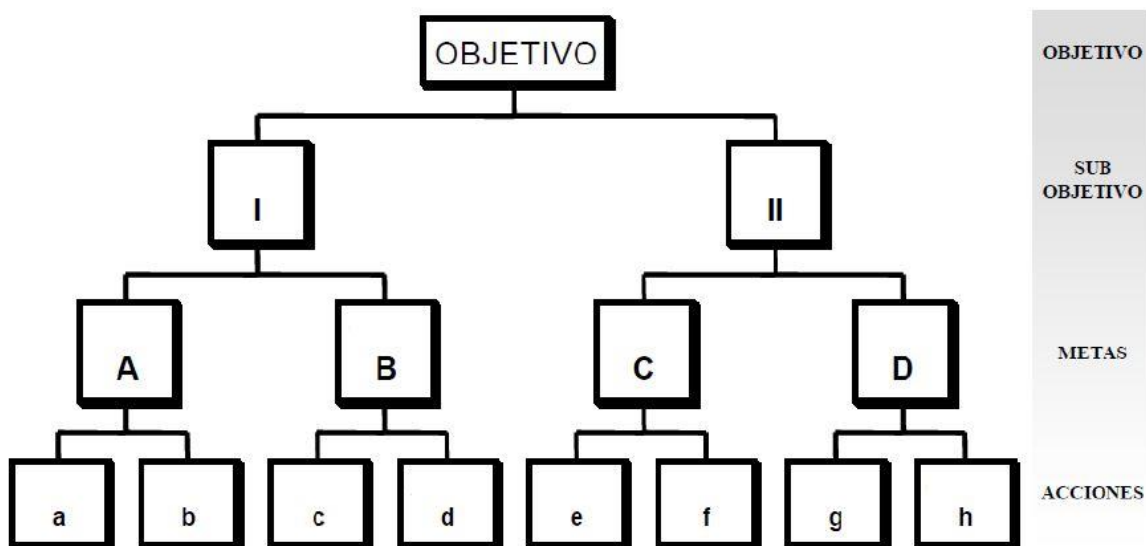 OBJETIVO
OBJETIVO
I
II
SUB
OBJETIVO
A
B
C
D
METAS
a
b
c
d
e
f
g
h
ACCIONES